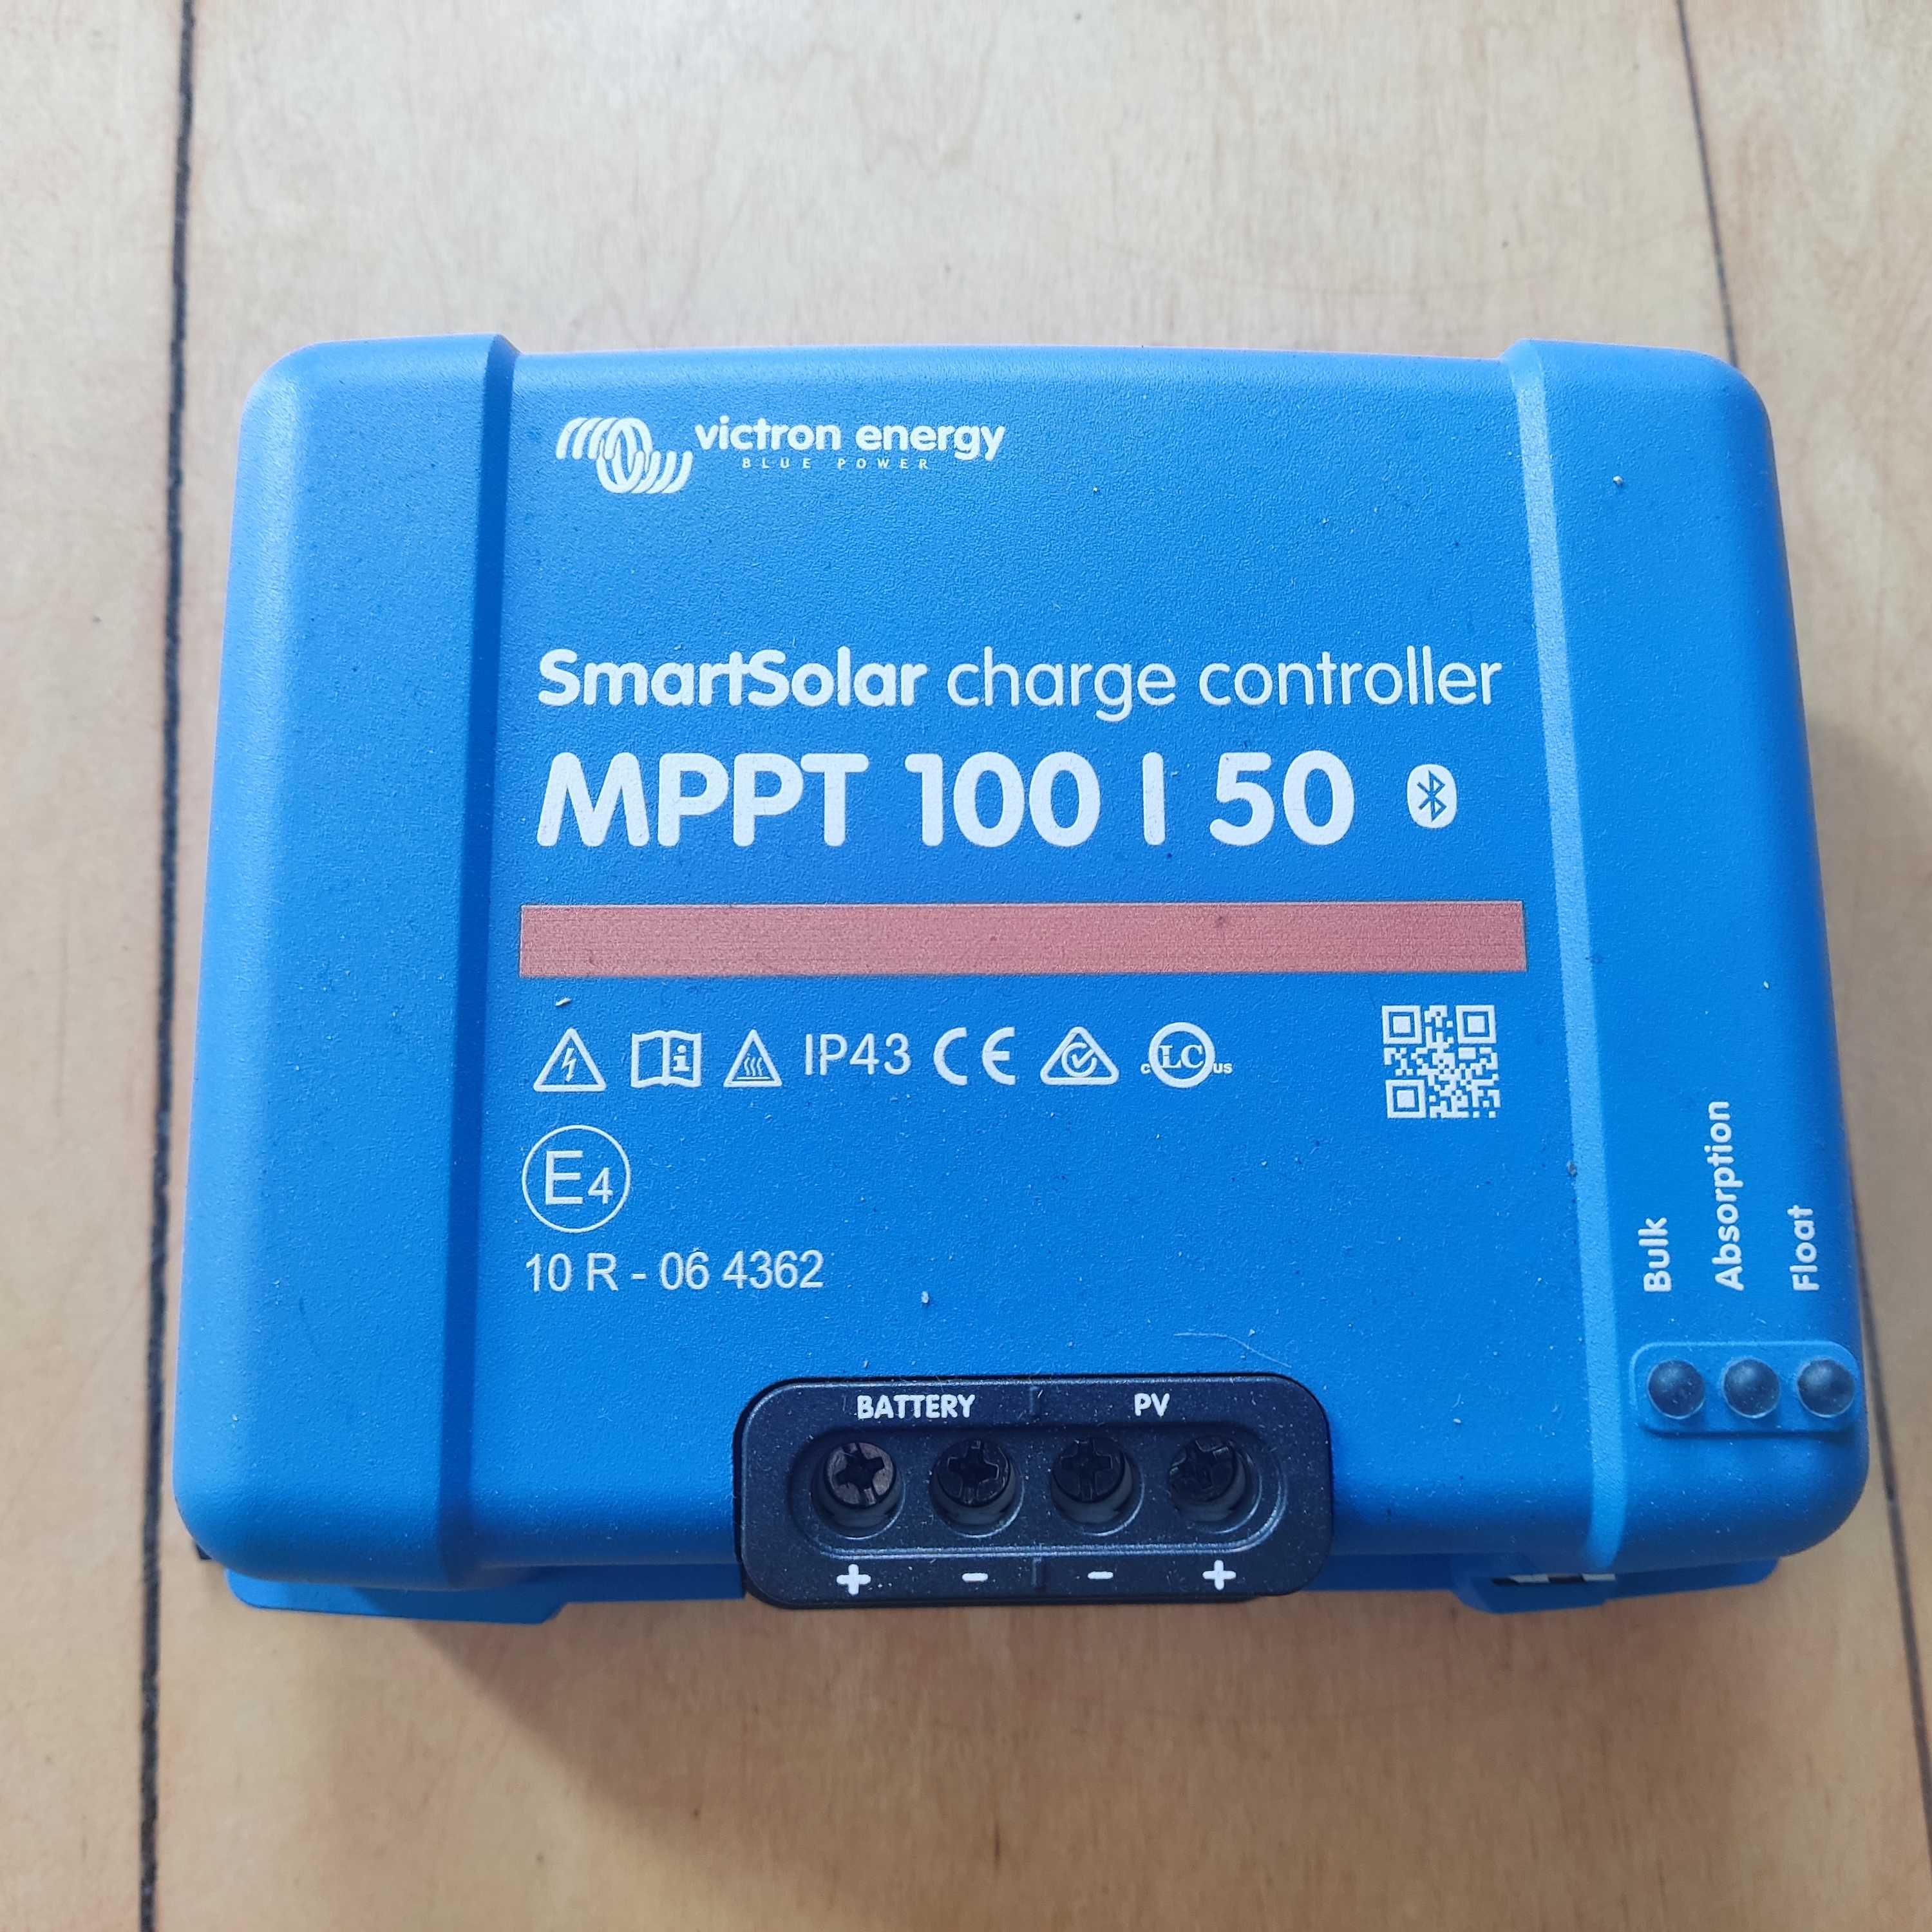 victron energy
BLUE POWER
SmartSolar charge controller
MPPT 100 | 50
IP43 CE cLCus
E4
10 R - 06 4362
Bulk
Absorption
Float
BATTERY | PV
+ - | - +